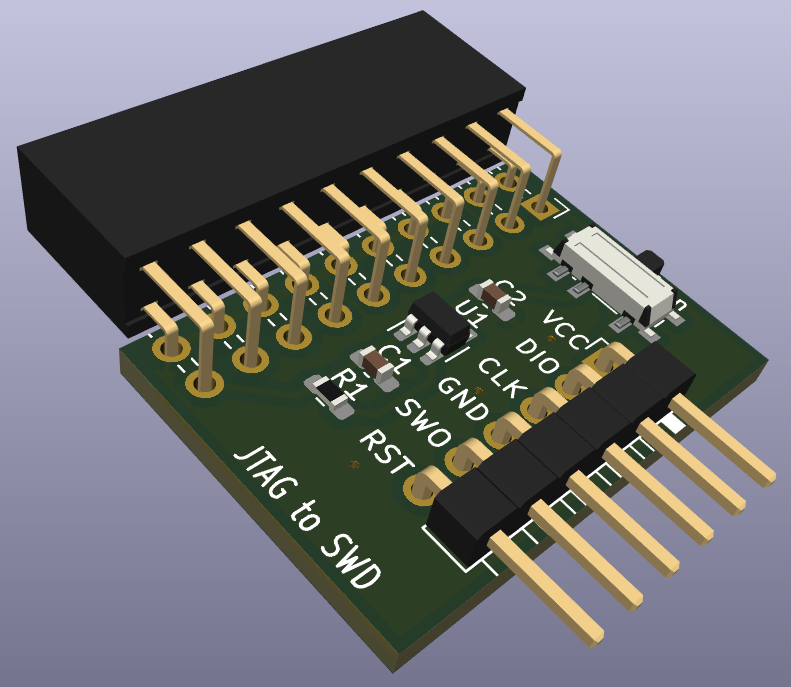 C2
U1
VCC
DIO
C1
CLK
R1
GND
SWO
RST
JTAG to SWD